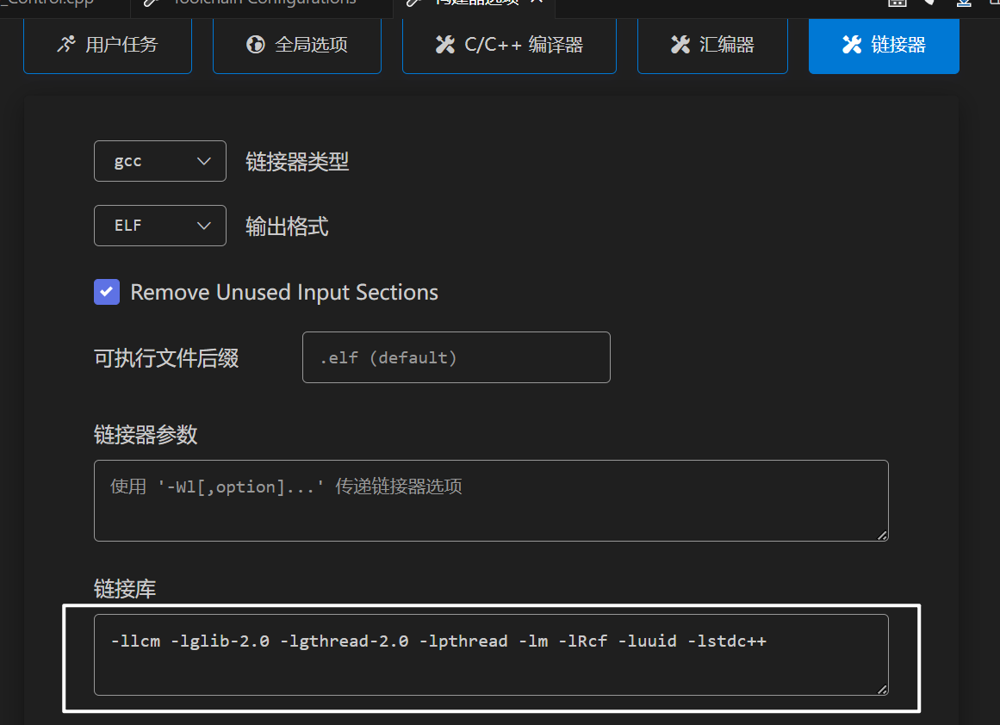 Control.cpp Toolchain Configurations 构建器选项
用户任务 全局选项 C/C++ 编译器 汇编器 链接器
gcc 链接器类型
ELF 输出格式
Remove Unused Input Sections
可执行文件后缀 .elf (default)
链接器参数
使用 '-Wl[,option]...' 传递链接器选项
链接库
-llcm -lglib-2.0 -lgthread-2.0 -lpthread -lm -lRcf -luuid -lstdc++